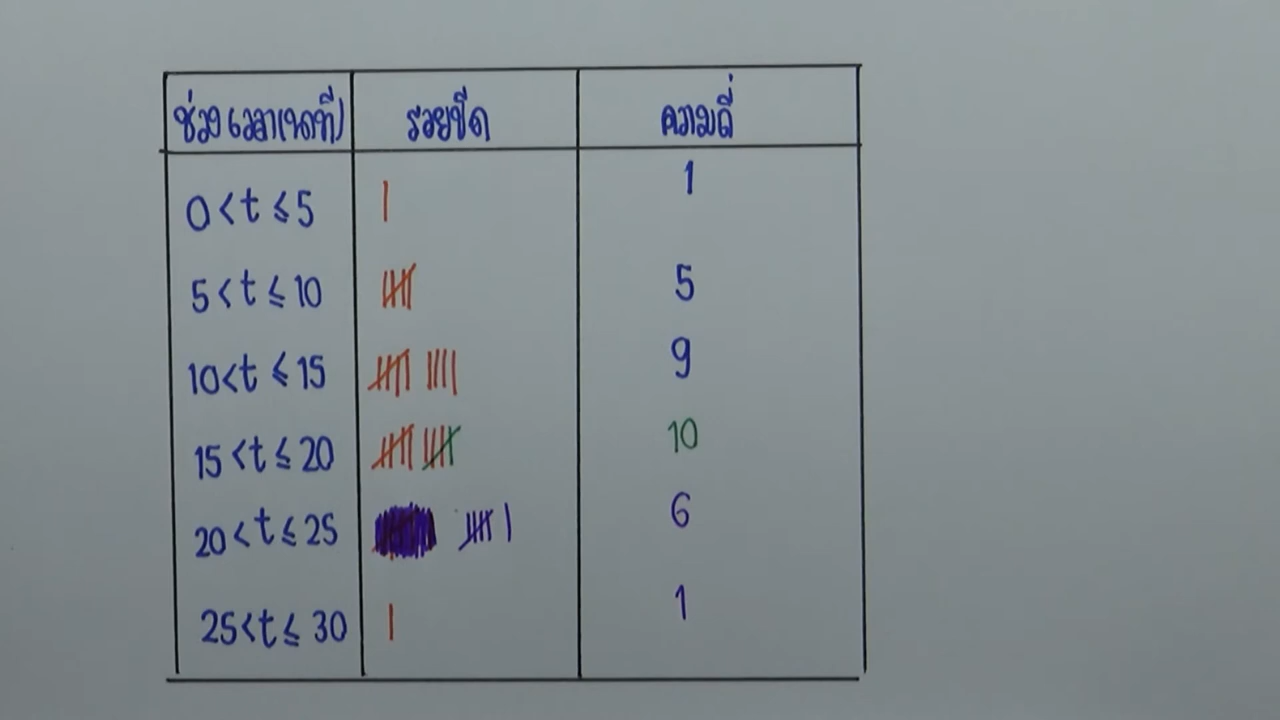 ช่วงเวลา(นาที) รอยขีด ความถี่
0 < t ≤ 5 | 1
5 < t ≤ 10 5
10 < t ≤ 15 9
15 < t ≤ 20 10
20 < t ≤ 25 6
25 < t ≤ 30 | 1